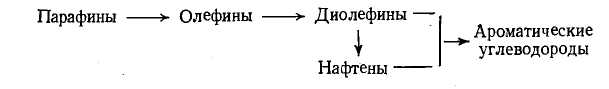 Парафины
Олефины
Диолефины
Нафтены
Ароматические
углеводороды